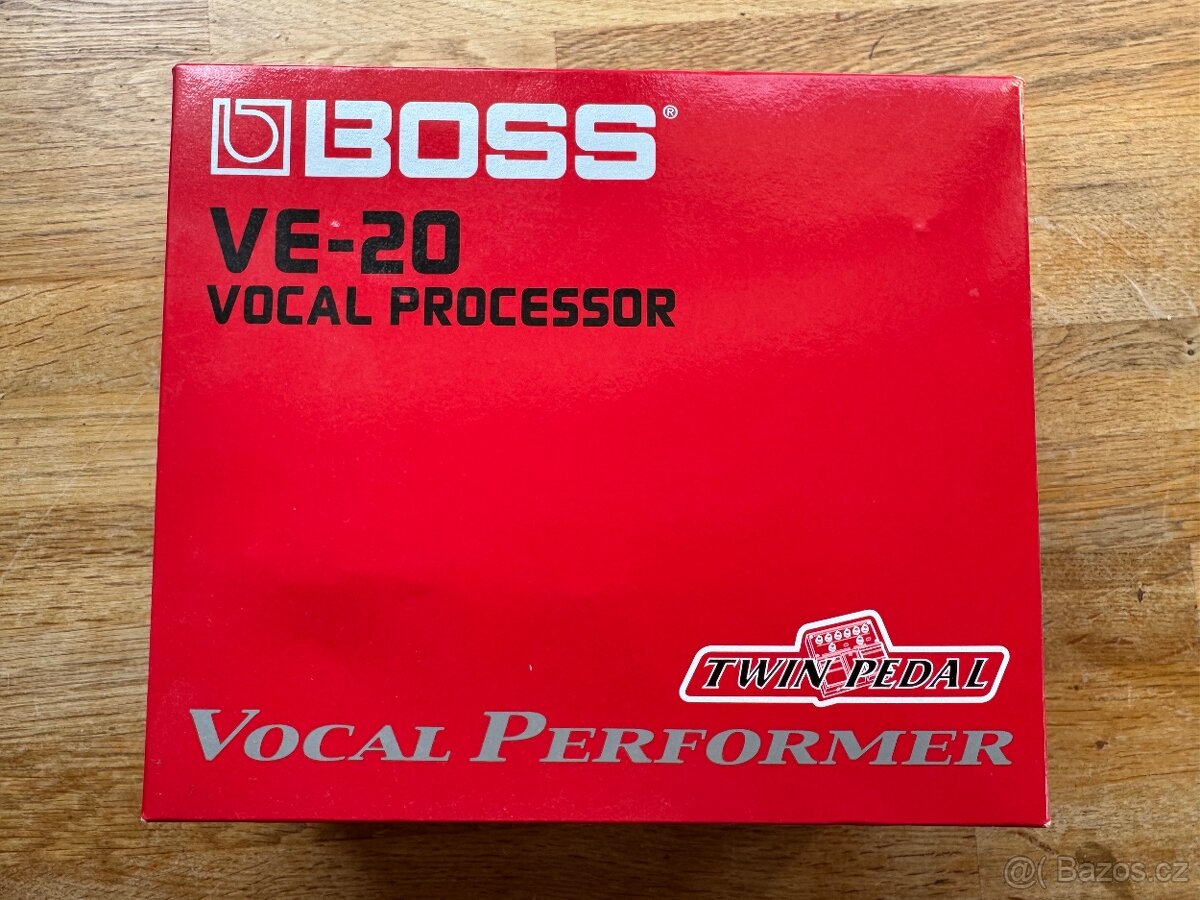 BOSS®
VE-20
VOCAL PROCESSOR
TWIN PEDAL
VOCAL PERFORMER
@( Bazos.cz